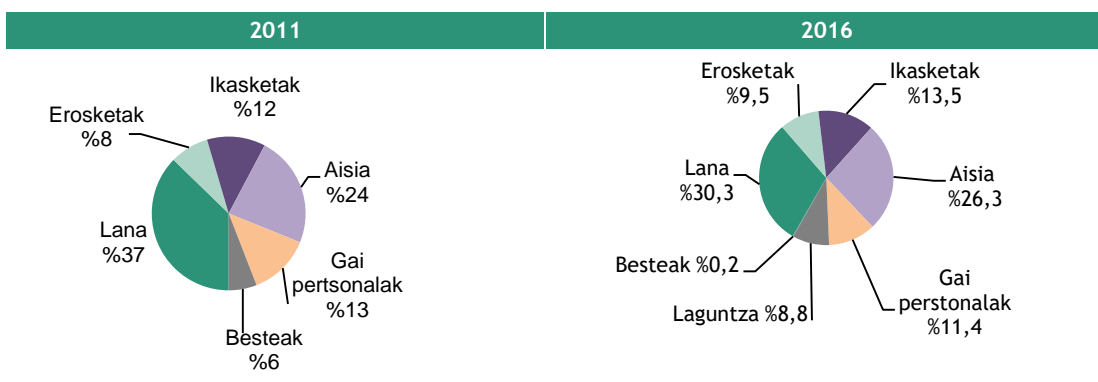 2011
Ikasketak
%12
Erosketak
%8
Aisia
%24
Lana
%37
Gai
pertsonalak
%13
Besteak
%6
2016
Erosketak
%9,5
Ikasketak
%13,5
Lana
%30,3
Aisia
%26,3
Besteak %0,2
Laguntza %8,8
Gai
perstonalak
%11,4